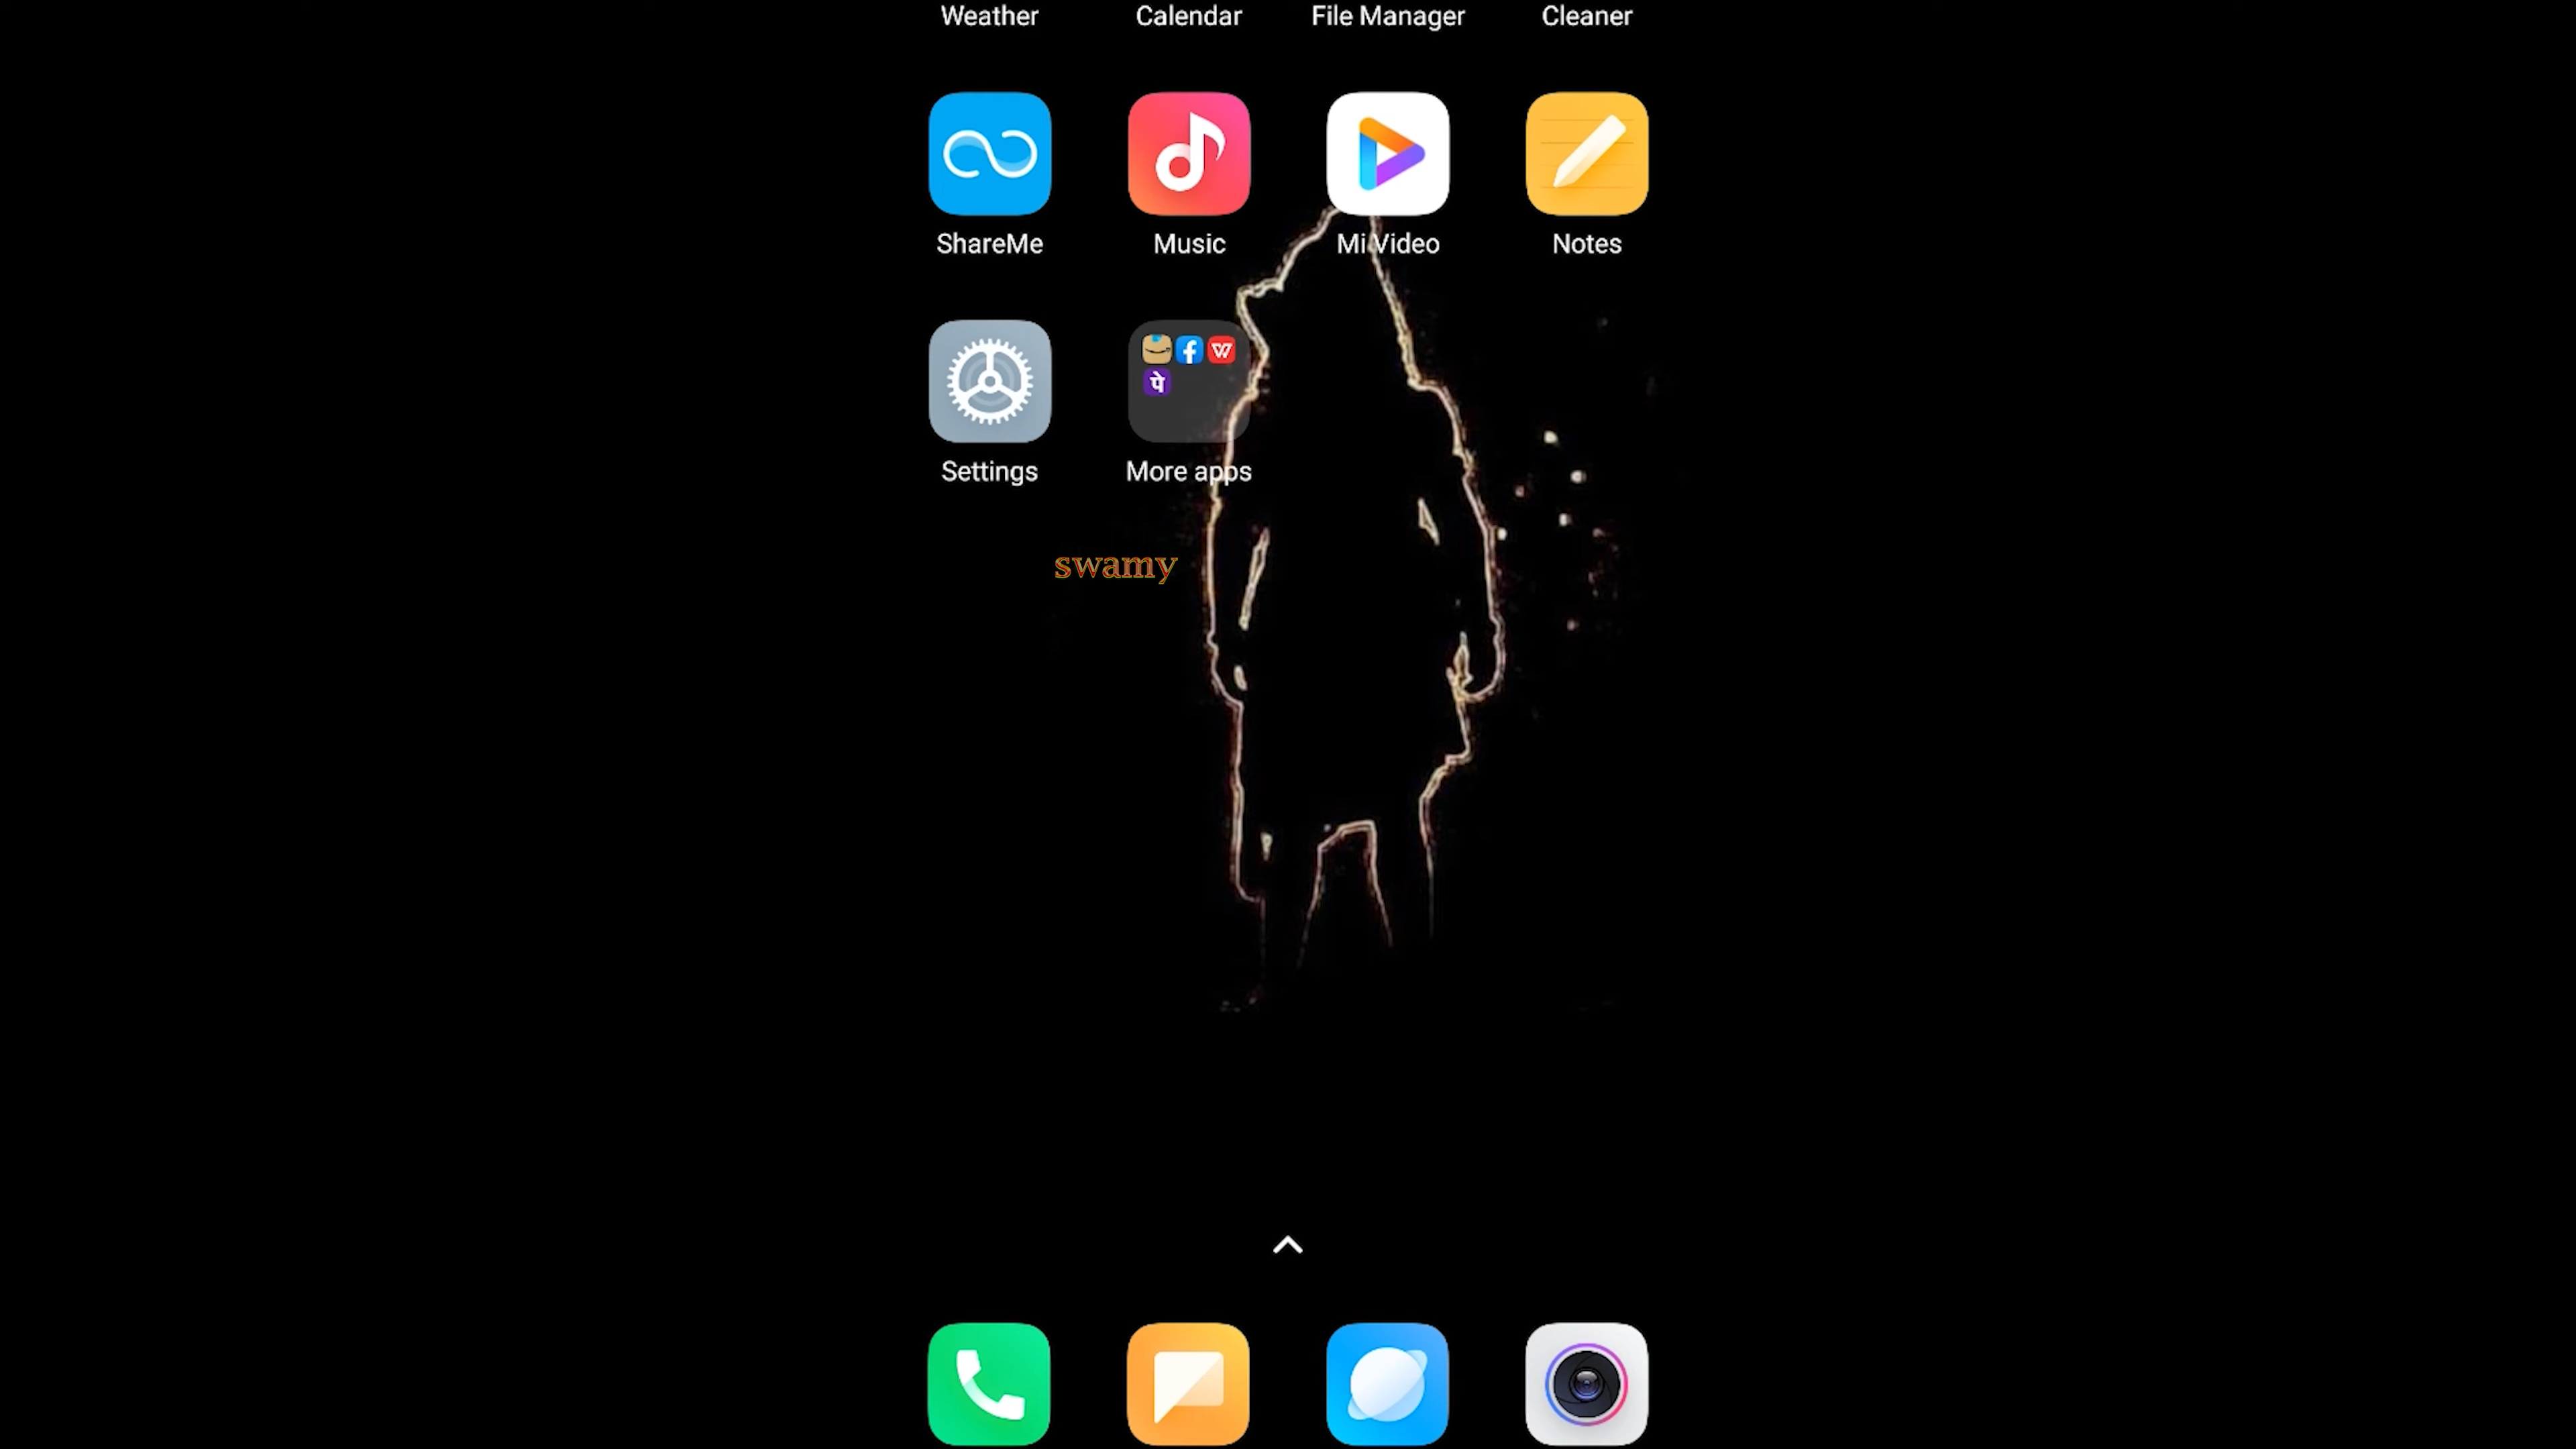 Weather Calendar File Manager Cleaner
ShareMe Music Mi Video Notes
पे
Settings More apps
swamy